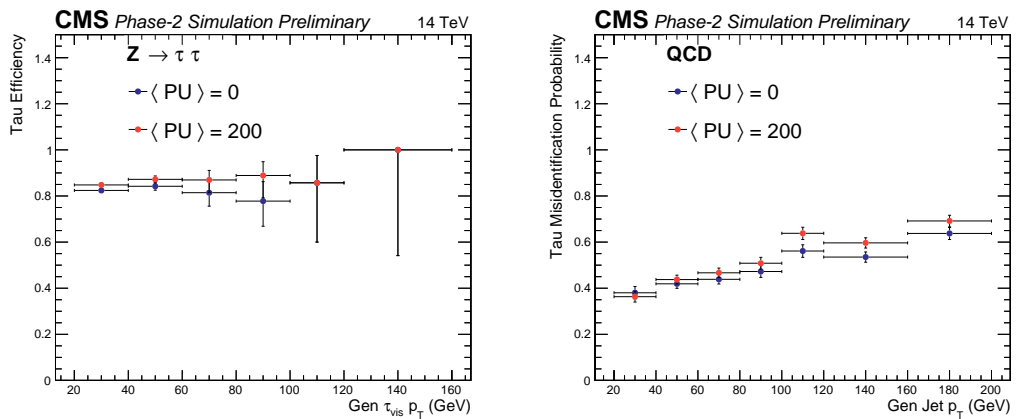 CMS Phase-2 Simulation Preliminary 14 TeV
Tau Efficiency
1.4
1.2
1
0.8
0.6
0.4
0.2
0
Z → τ τ
⟨ PU ⟩ = 0
⟨ PU ⟩ = 200
20 40 60 80 100 120 140 160
Gen τvis pT (GeV)
CMS Phase-2 Simulation Preliminary 14 TeV
Tau Misidentification Probability
1.4
1.2
1
0.8
0.6
0.4
0.2
0
QCD
⟨ PU ⟩ = 0
⟨ PU ⟩ = 200
20 40 60 80 100 120 140 160 180 200
Gen Jet pT (GeV)